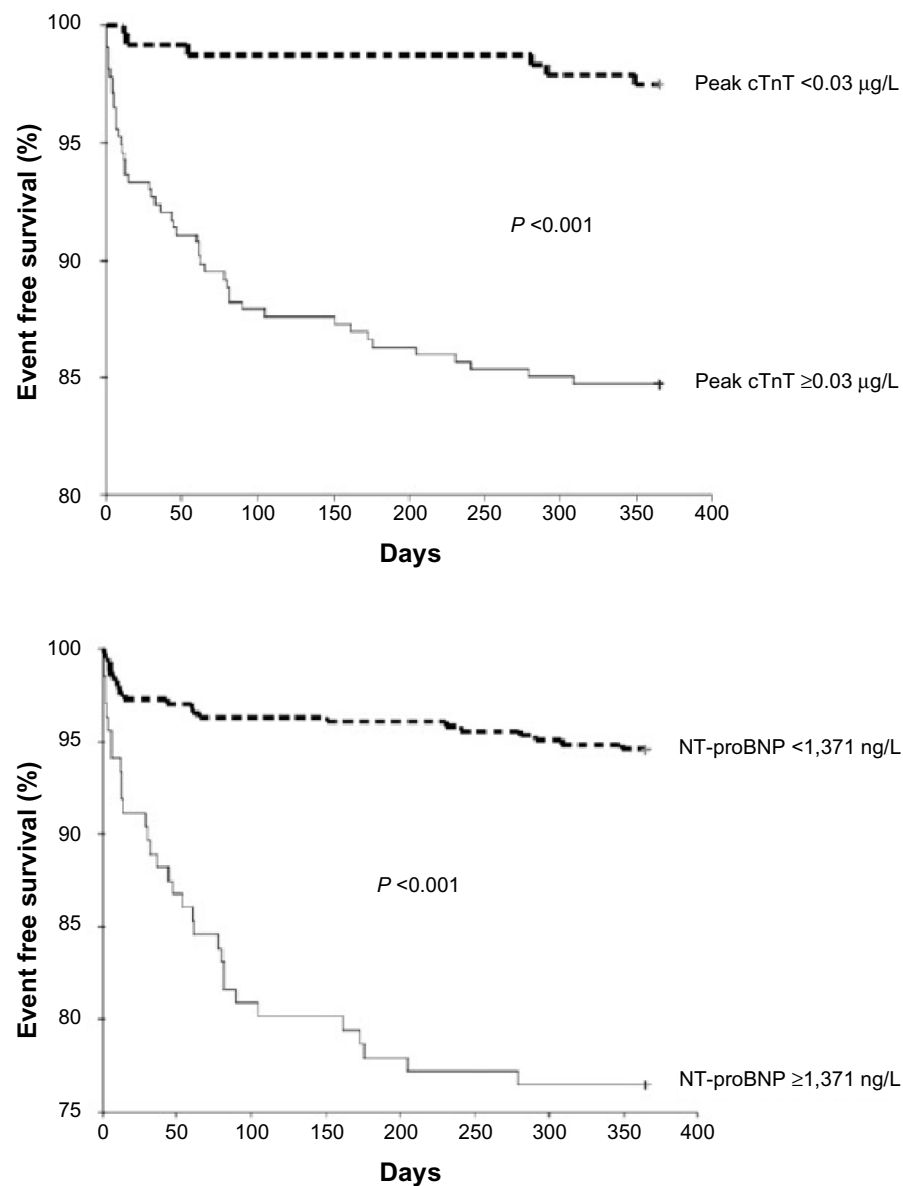 100
95
90
85
80
Event free survival (%)
Peak cTnT <0.03 μg/L
P <0.001
Peak cTnT ≥0.03 μg/L
0 50 100 150 200 250 300 350 400
Days
100
95
90
85
80
75
Event free survival (%)
NT-proBNP <1,371 ng/L
P <0.001
NT-proBNP ≥1,371 ng/L
0 50 100 150 200 250 300 350 400
Days